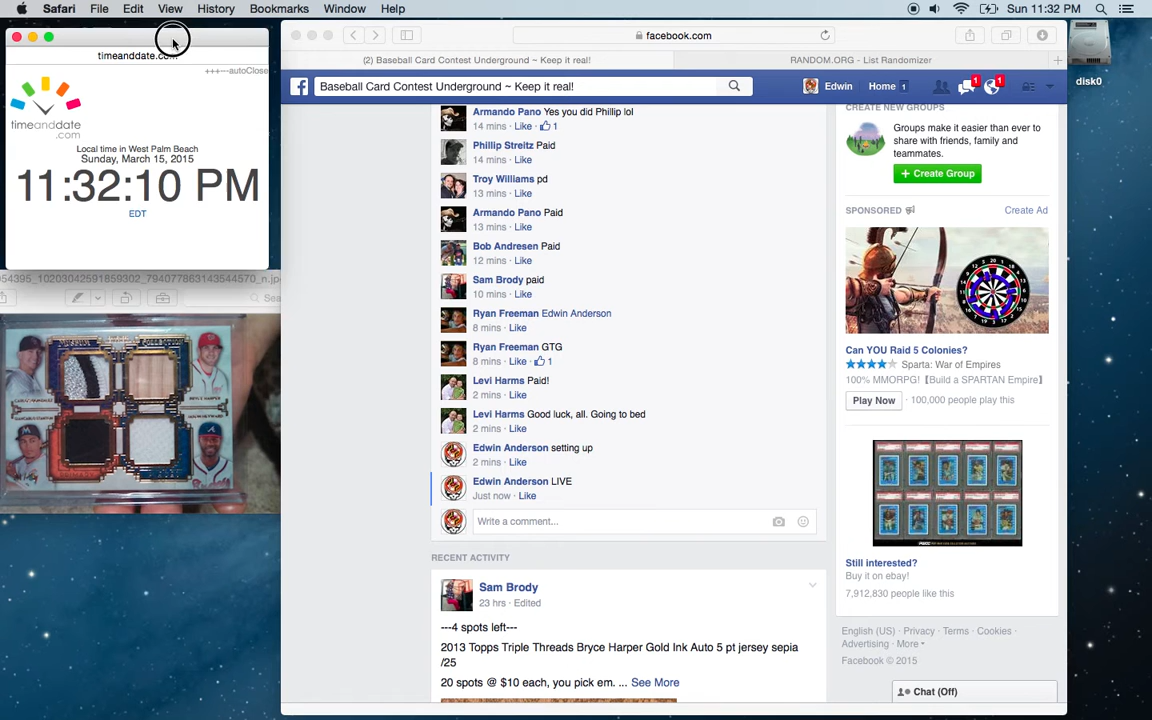 Safari File Edit View History Bookmarks Window Help Sun 11:32 PM
timeanddate.com
+++---autoClose
timeanddate
.com
Local time in West Palm Beach
Sunday, March 15, 2015
11:32:10 PM
EDT
954395_10203042591859302_7940778631435445​70_n.jp
Sea
MUSEUM COLLECTION
facebook.com
(2) Baseball Card Contest Underground ~ Keep it real! RANDOM.ORG - List Randomizer
Baseball Card Contest Underground ~ Keep it real!
Edwin Home 1
1 1
Armando Pano Yes you did Phillip lol
14 mins · Like · 1
Phillip Streitz Paid
14 mins · Like
Troy Williams pd
13 mins · Like
Armando Pano Paid
13 mins · Like
Bob Andresen Paid
12 mins · Like
Sam Brody paid
10 mins · Like
Ryan Freeman Edwin Anderson
8 mins · Like
Ryan Freeman GTG
8 mins · Like · 1
Levi Harms Paid!
2 mins · Like
Levi Harms Good luck, all. Going to bed
2 mins · Like
Edwin Anderson setting up
2 mins · Like
Edwin Anderson LIVE
Just now · Like
Write a comment...
RECENT ACTIVITY
Sam Brody
23 hrs · Edited
---4 spots left---
2013 Topps Triple Threads Bryce Harper Gold Ink Auto 5 pt jersey sepia
/25
20 spots @ $10 each, you pick em. ... See More
CREATE NEW GROUPS
Groups make it easier than ever to
share with friends, family and
teammates.
+ Create Group
SPONSORED Create Ad
Can YOU Raid 5 Colonies?
Sparta: War of Empires
100% MMORPG!【Build a SPARTAN Empire】
Play Now · 100,000 people play this
Still interested?
Buy it on ebay!
7,912,830 people like this
English (US) · Privacy · Terms · Cookies ·
Advertising · More
Facebook © 2015
Chat (Off)
disk0